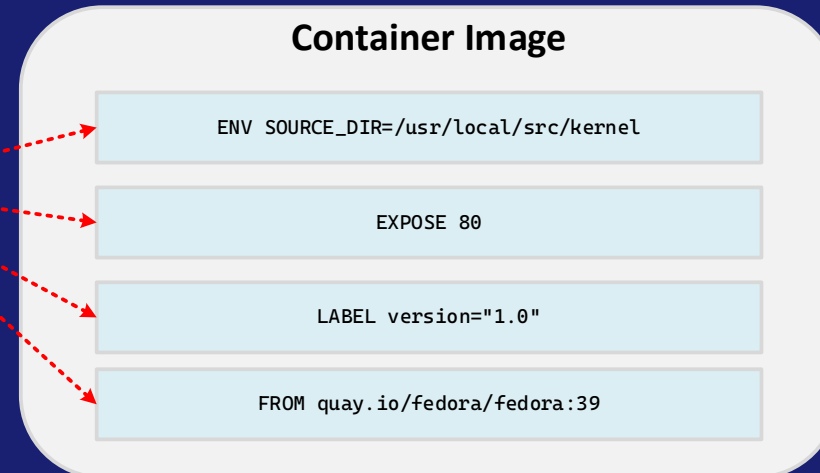 Container Image
ENV SOURCE_DIR=/usr/local/src/kernel
EXPOSE 80
LABEL version="1.0"
FROM quay.io/fedora/fedora:39